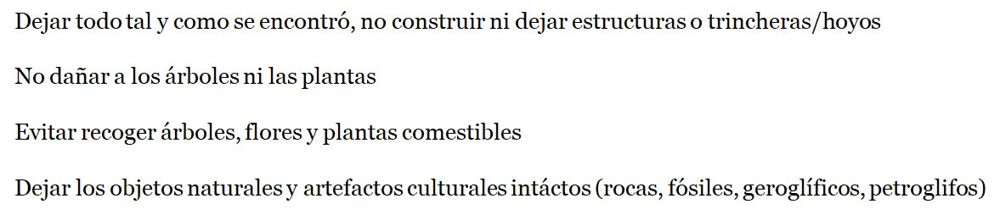 Dejar todo tal y como se encontró, no construir ni dejar estructuras o trincheras/hoyos
No dañar a los árboles ni las plantas
Evitar recoger árboles, flores y plantas comestibles
Dejar los objetos naturales y artefactos culturales intáctos (rocas, fósiles, geroglíficos, petroglifos)